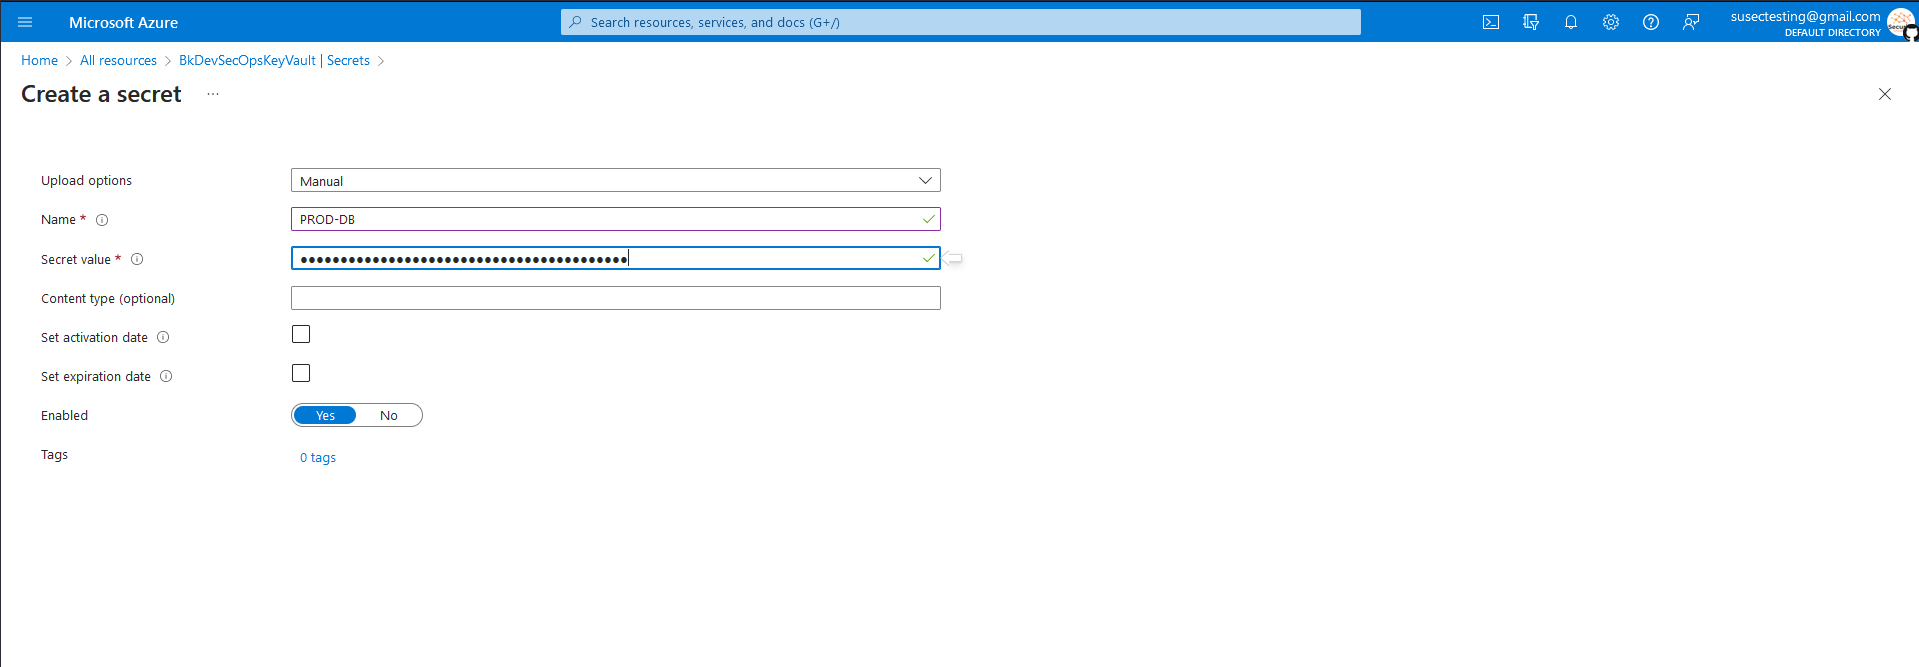 Microsoft Azure
Search resources, services, and docs (G+/)
susectesting@gmail.com
DEFAULT DIRECTORY
Home > All resources > BkDevSecOpsKeyVault | Secrets >
Create a secret ...
Upload options
Manual
Name *
PROD-DB
Secret value *
●●●●●●●●●●●●●●●●●●●●●●●●●●●●●●●●●●●●●●●●●
Content type (optional)
Set activation date
Set expiration date
Enabled
Yes No
Tags
0 tags